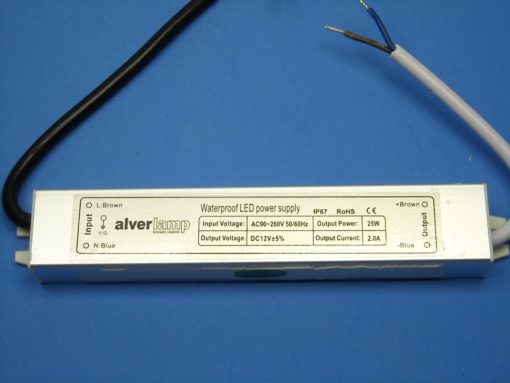 L:Brown
Input
Y/G
N:Blue
alverlamp
Waterproof LED power supply
IP67 RoHS CE
Input Voltage: AC90~260V 50/60Hz Output Power: 25W
Output Voltage: DC12V±5% Output Current: 2.0A
+Brown
Output
-Blue